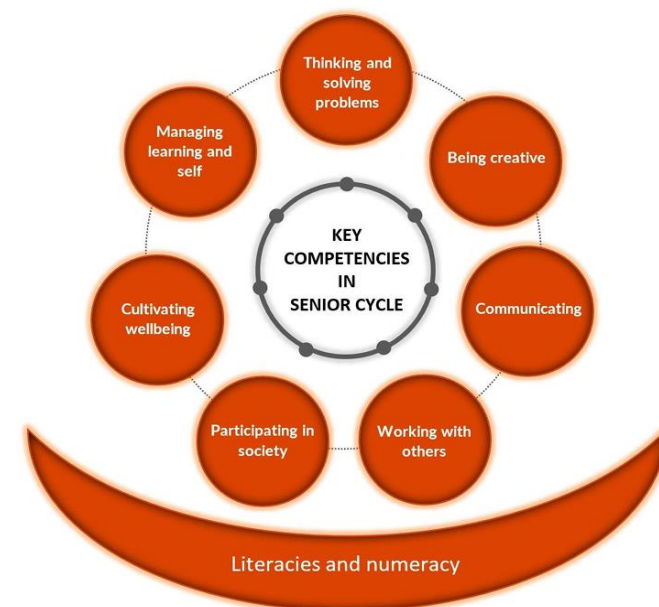 Thinking and
solving
problems
Being creative
Communicating
Working with
others
Participating in
society
Cultivating
wellbeing
Managing
learning and
self
KEY
COMPETENCIES
IN
SENIOR CYCLE
Literacies and numeracy